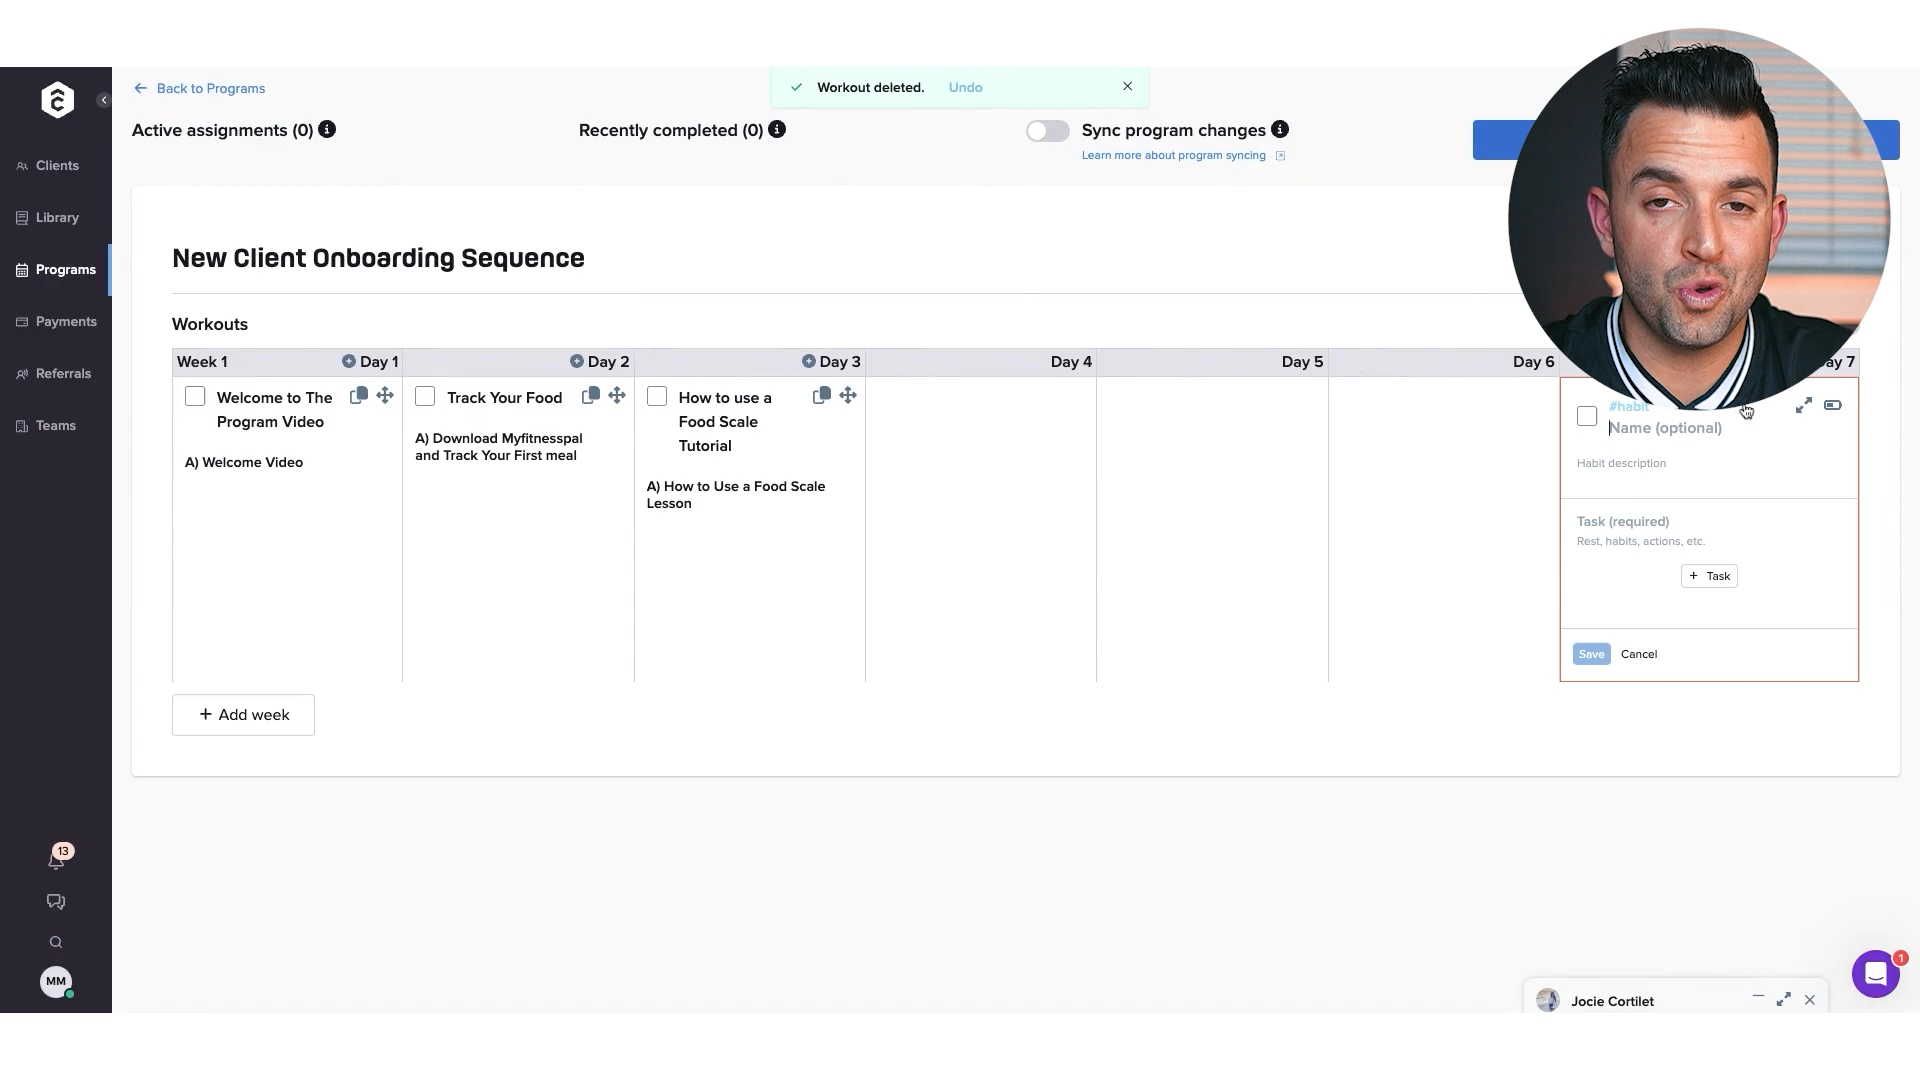 Back to Programs
Workout deleted. Undo
Active assignments (0)
Recently completed (0)
Sync program changes
Learn more about program syncing
Clients
Library
Programs
Payments
Referrals
Teams
New Client Onboarding Sequence
Workouts
Week 1
Day 1
Day 2
Day 3
Day 4
Day 5
Day 6
ay 7
Welcome to The
Program Video
A) Welcome Video
Track Your Food
A) Download Myfitnesspal
and Track Your First meal
How to use a
Food Scale
Tutorial
A) How to Use a Food Scale
Lesson
#habit
Name (optional)
Habit description
Task (required)
Rest, habits, actions, etc.
+ Task
Save Cancel
+ Add week
13
MM
Jocie Cortilet
1